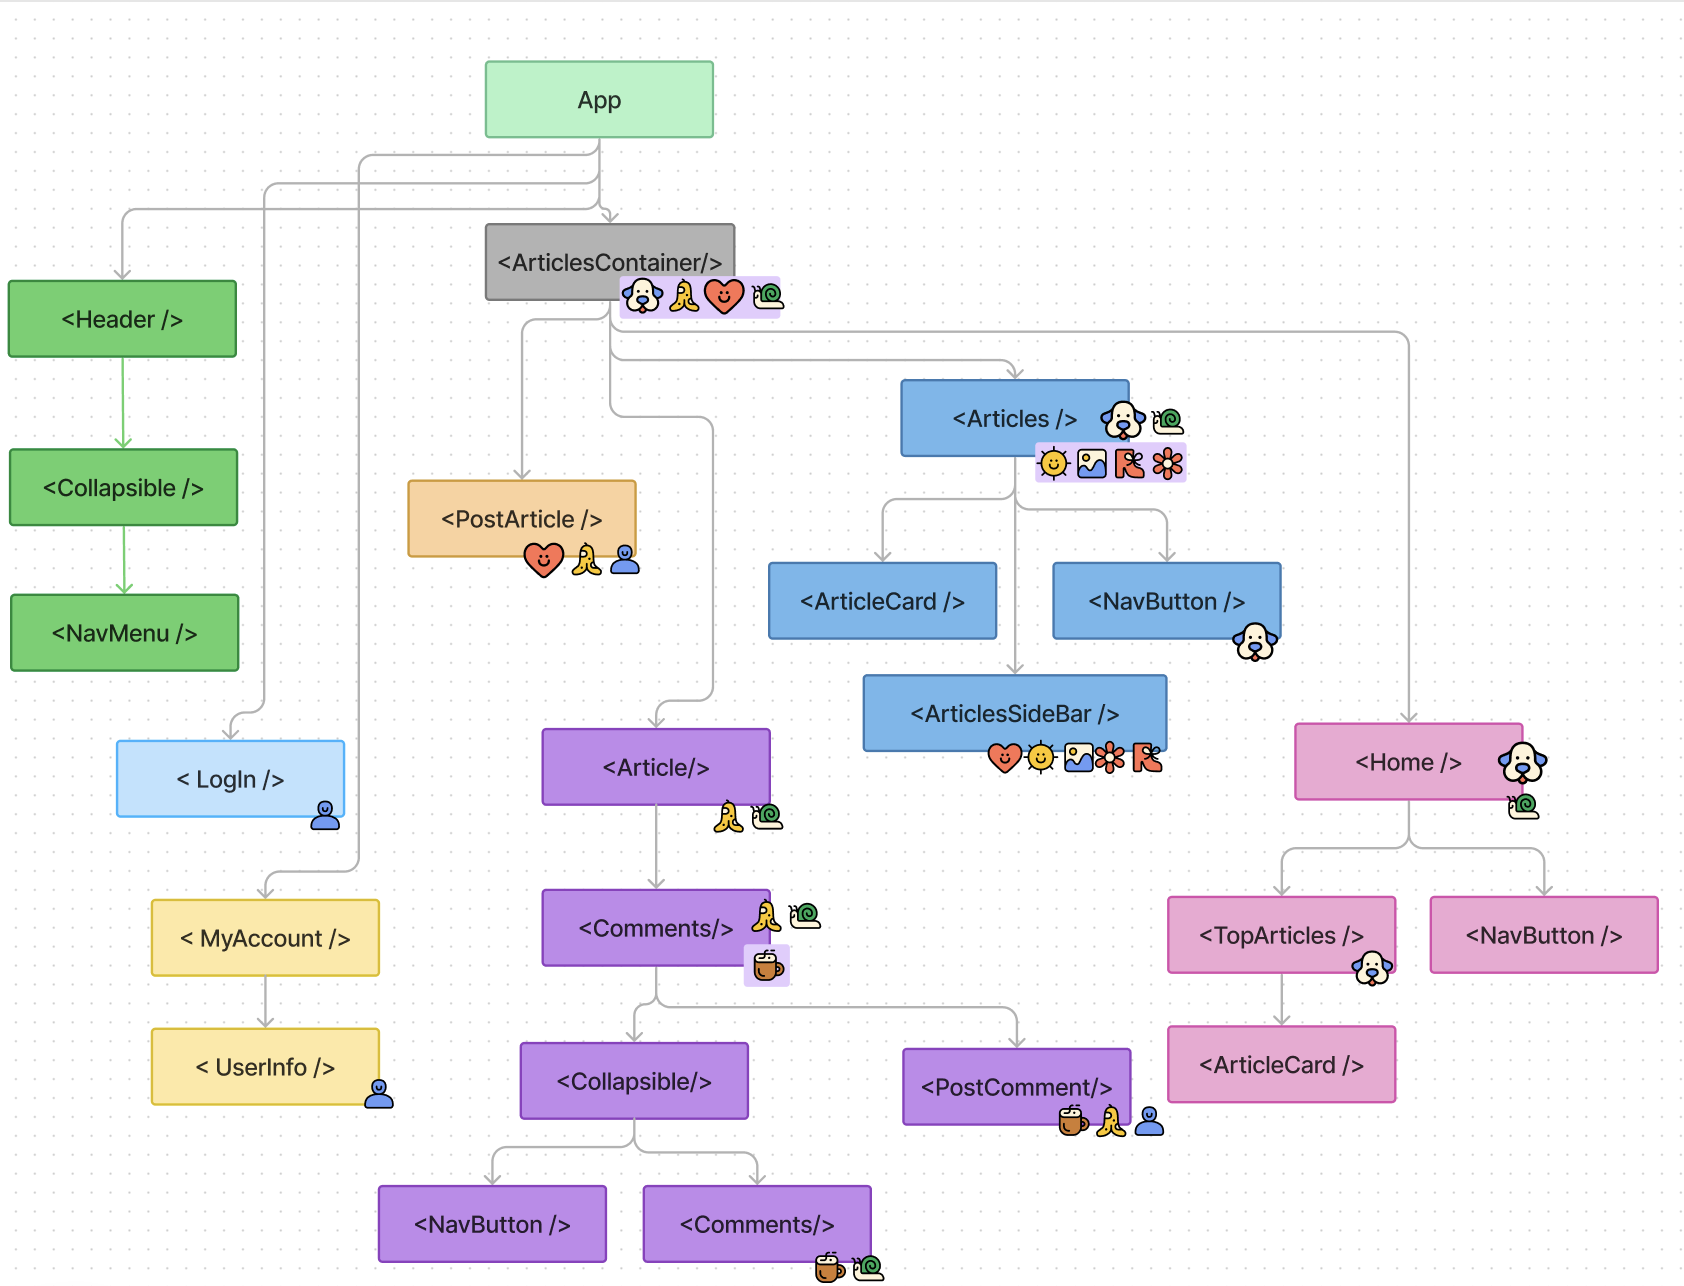 App
<ArticlesContainer/>
<Header />
<Articles />
<Collapsible />
<PostArticle />
<ArticleCard />
<NavButton />
<NavMenu />
<ArticlesSideBar />
<Article/>
<Home />
< LogIn />
<Comments/>
<TopArticles />
<NavButton />
< MyAccount />
<ArticleCard />
< UserInfo />
<Collapsible/>
<PostComment/>
<NavButton />
<Comments/>